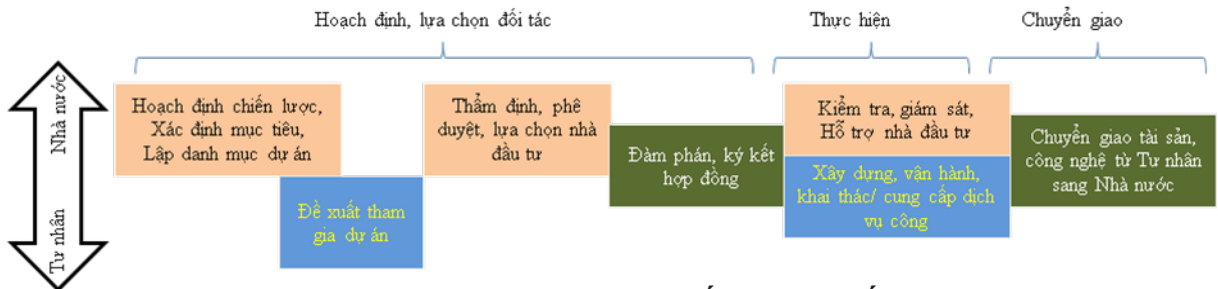 Hoạch định, lựa chọn đối tác
Thực hiện
Chuyển giao
Nhà nước
Tư nhân
Hoạch định chiến lược,
Xác định mục tiêu,
Lập danh mục dự án
Đề xuất tham
gia dự án
Thẩm định, phê
duyệt, lựa chọn nhà
đầu tư
Đàm phán, ký kết
hợp đồng
Kiểm tra, giám sát,
Hỗ trợ nhà đầu tư
Xây dựng, vận hành,
khai thác/ cung cấp dịch
vụ công
Chuyển giao tài sản,
công nghệ từ Tư nhân
sang Nhà nước